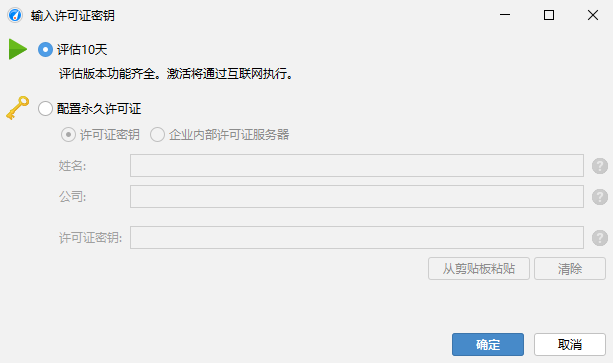 输入许可证密钥
评估10天
评估版本功能齐全。激活将通过互联网执行。
配置永久许可证
许可证密钥 企业内部许可证服务器
姓名: ?
公司: ?
许可证密钥: ?
从剪贴板粘贴 清除
确定 取消